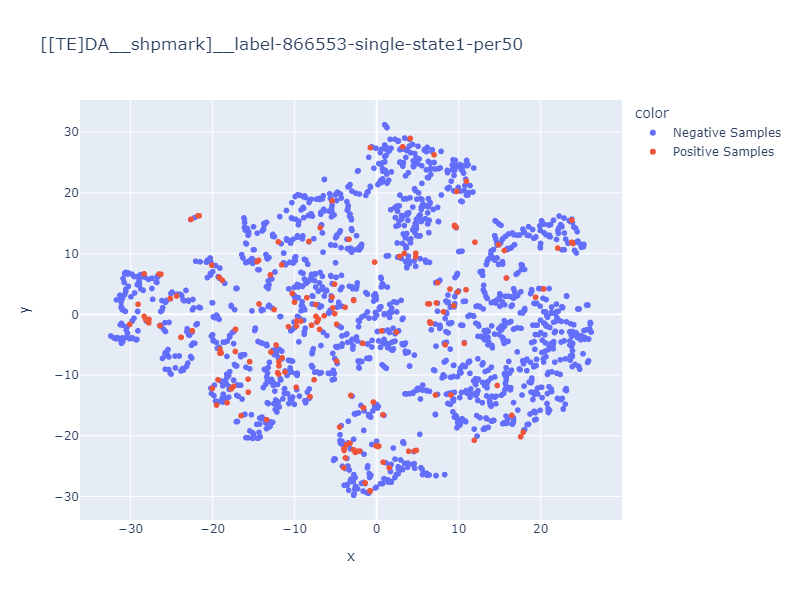 [[TE]DA__shpmark]__label-866553-single-state1-per50
color
Negative Samples
Positive Samples
30
20
10
0
−10
−20
−30
y
−30
−20
−10
0
10
20
x